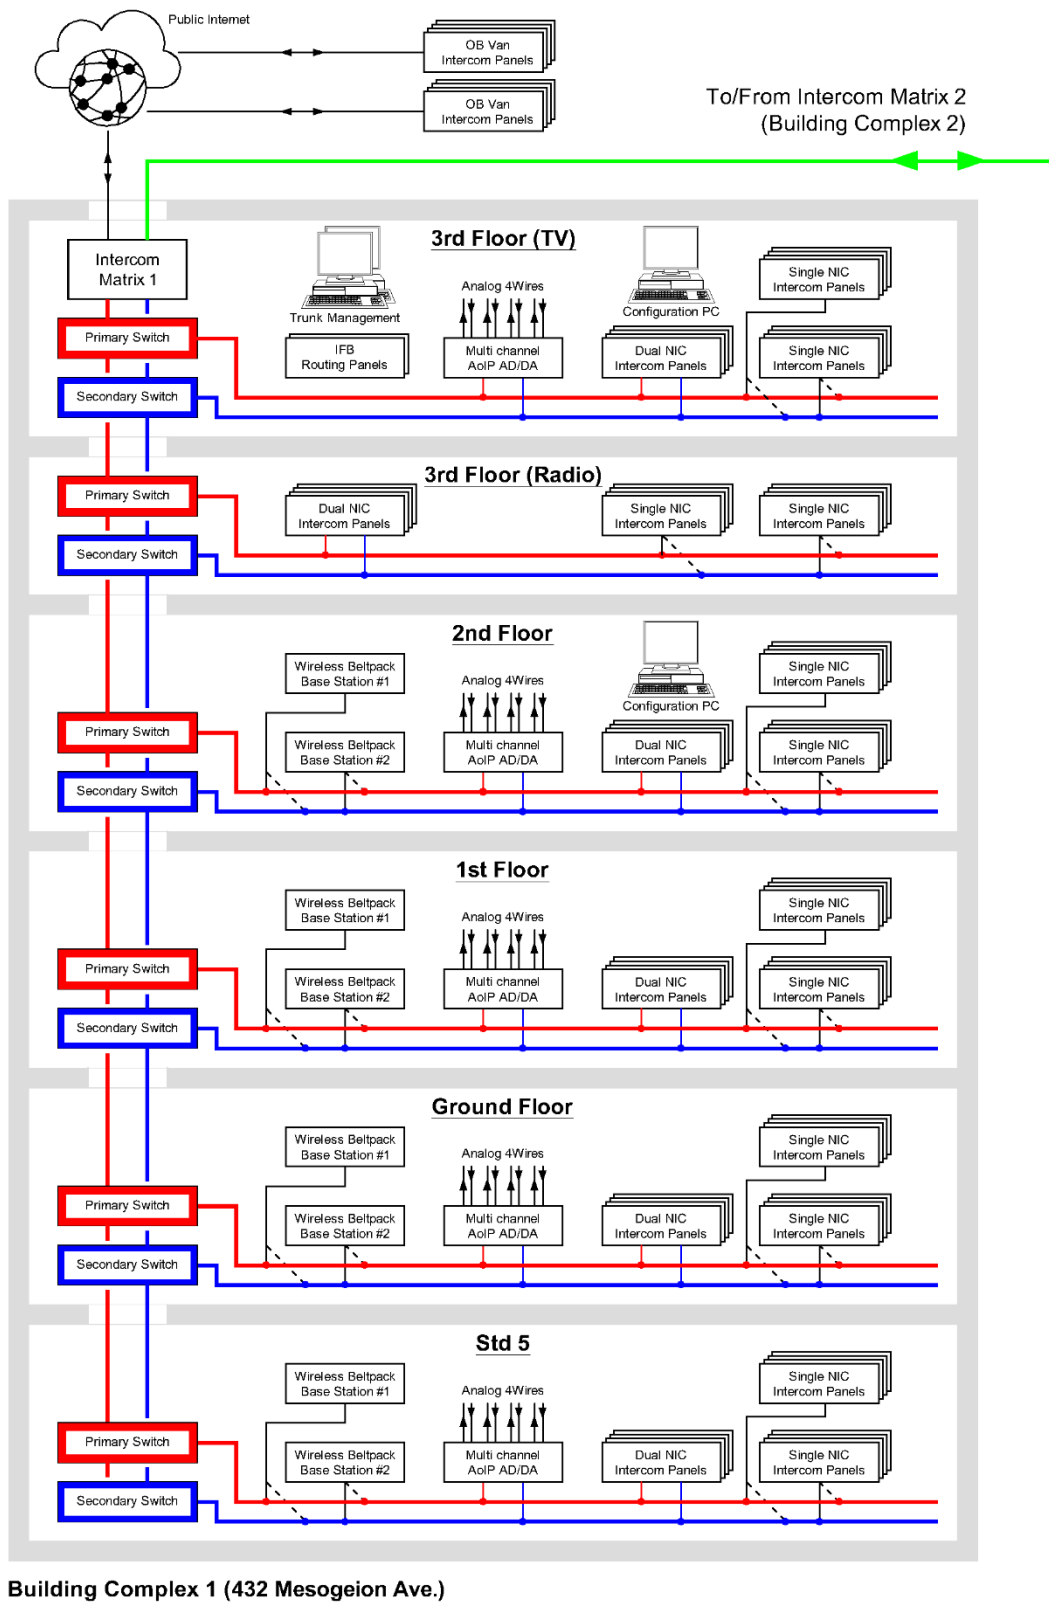 Public Internet
OB Van
Intercom Panels
OB Van
Intercom Panels
To/From Intercom Matrix 2
(Building Complex 2)
Intercom
Matrix 1
3rd Floor (TV)
Trunk Management
Analog 4Wires
Configuration PC
Single NIC
Intercom Panels
Primary Switch
IFB
Routing Panels
Multi channel
AoIP AD/DA
Dual NIC
Intercom Panels
Single NIC
Intercom Panels
Secondary Switch
3rd Floor (Radio)
Primary Switch
Dual NIC
Intercom Panels
Single NIC
Intercom Panels
Single NIC
Intercom Panels
Secondary Switch
2nd Floor
Wireless Beltpack
Base Station #1
Analog 4Wires
Configuration PC
Single NIC
Intercom Panels
Primary Switch
Wireless Beltpack
Base Station #2
Multi channel
AoIP AD/DA
Dual NIC
Intercom Panels
Single NIC
Intercom Panels
Secondary Switch
1st Floor
Wireless Beltpack
Base Station #1
Analog 4Wires
Single NIC
Intercom Panels
Primary Switch
Wireless Beltpack
Base Station #2
Multi channel
AoIP AD/DA
Dual NIC
Intercom Panels
Single NIC
Intercom Panels
Secondary Switch
Ground Floor
Wireless Beltpack
Base Station #1
Analog 4Wires
Single NIC
Intercom Panels
Primary Switch
Wireless Beltpack
Base Station #2
Multi channel
AoIP AD/DA
Dual NIC
Intercom Panels
Single NIC
Intercom Panels
Secondary Switch
Std 5
Wireless Beltpack
Base Station #1
Analog 4Wires
Single NIC
Intercom Panels
Primary Switch
Wireless Beltpack
Base Station #2
Multi channel
AoIP AD/DA
Dual NIC
Intercom Panels
Single NIC
Intercom Panels
Secondary Switch
Building Complex 1 (432 Mesogeion Ave.)